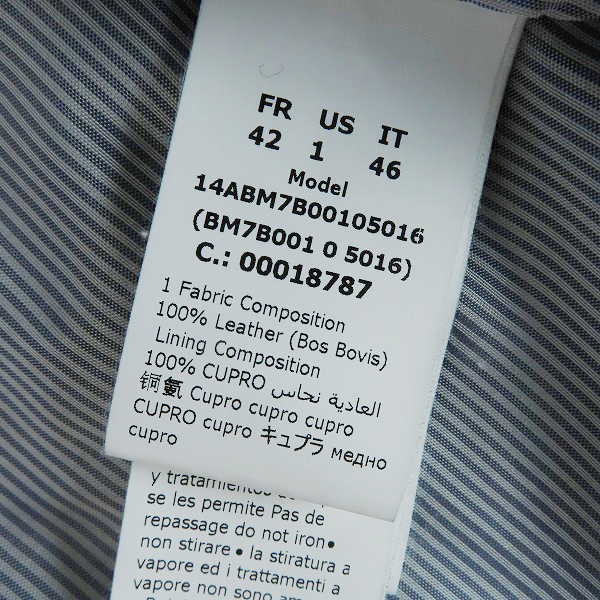 FR US IT
42 1 46
Model
14ABM7B00105016
(BM7B001 0 5016)
C.: 00018787
1 Fabric Composition
100% Leather (Bos Bovis)
Lining Composition
100% CUPRO العادية نحاس
铜氨 Cupro cupro cupro
CUPRO cupro キュプラ медно
cupro
y tratamientos
se les permite Pas de
repassage do not iron•
non stirare• la stiratura a
vapore ed i trattamenti a
vapore non sono